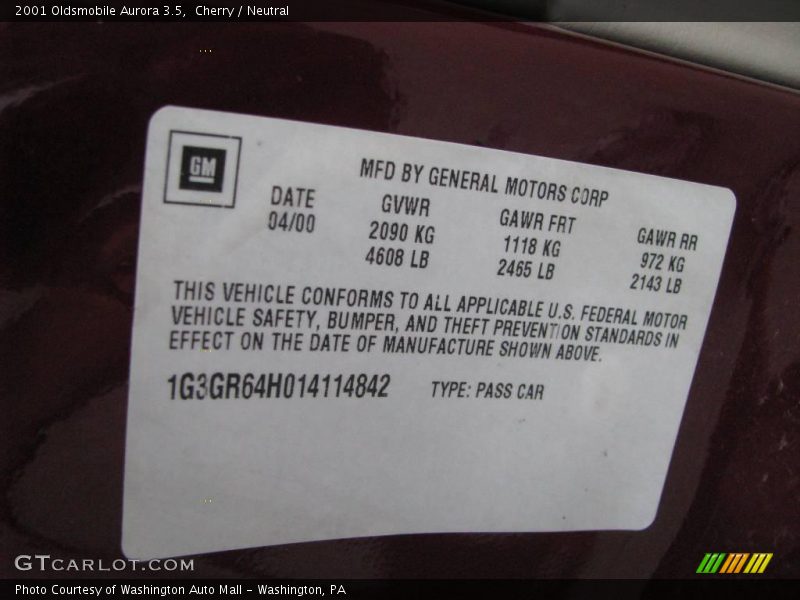 2001 Oldsmobile Aurora 3.5,  Cherry / Neutral
GM
MFD BY GENERAL MOTORS CORP
DATE GVWR GAWR FRT GAWR RR
04/00 2090 KG 1118 KG 972 KG
4608 LB 2465 LB 2143 LB
THIS VEHICLE CONFORMS TO ALL APPLICABLE U.S. FEDERAL MOTOR
VEHICLE SAFETY, BUMPER, AND THEFT PREVENTION STANDARDS IN
EFFECT ON THE DATE OF MANUFACTURE SHOWN ABOVE.
1G3GR64H014114842 TYPE: PASS CAR
GTCARLOT.COM
Photo Courtesy of Washington Auto Mall - Washington, PA